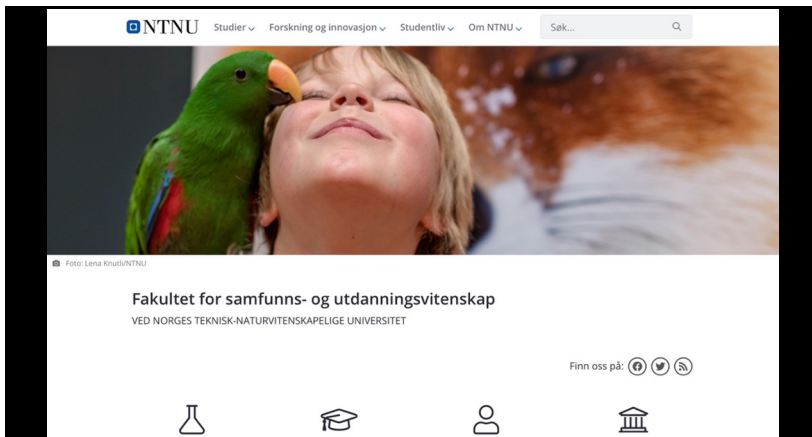 NTNU Studier Forskning og innovasjon Studentliv Om NTNU Søk...
Foto: Lena Knutli/NTNU
Fakultet for samfunns- og utdanningsvitenskap
VED NORGES TEKNISK-NATURVITENSKAPELIGE UNIVERSITET
Finn oss på: